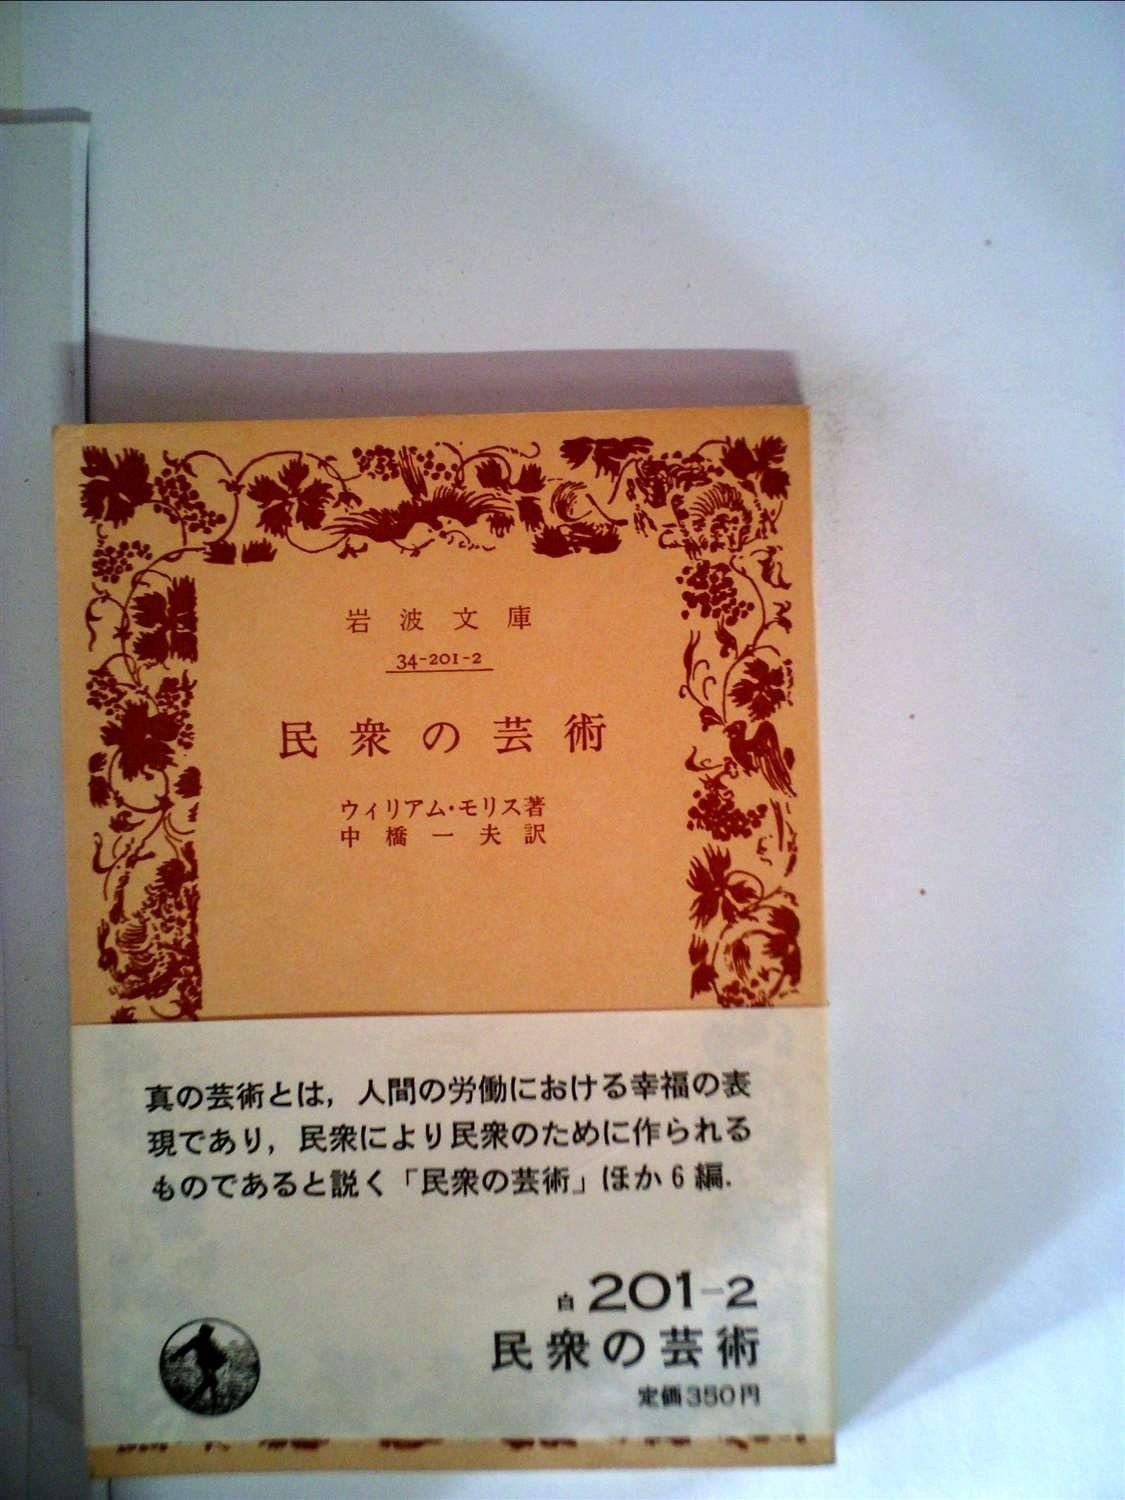 岩波文庫
34-201-2
民衆の芸術
ウィリアム・モリス著
中橋一夫訳
真の芸術とは，人間の労働における幸福の表
現であり，民衆により民衆のために作られる
ものであると説く「民衆の芸術」ほか6編．
白 201-2
民衆の芸術
定価350円